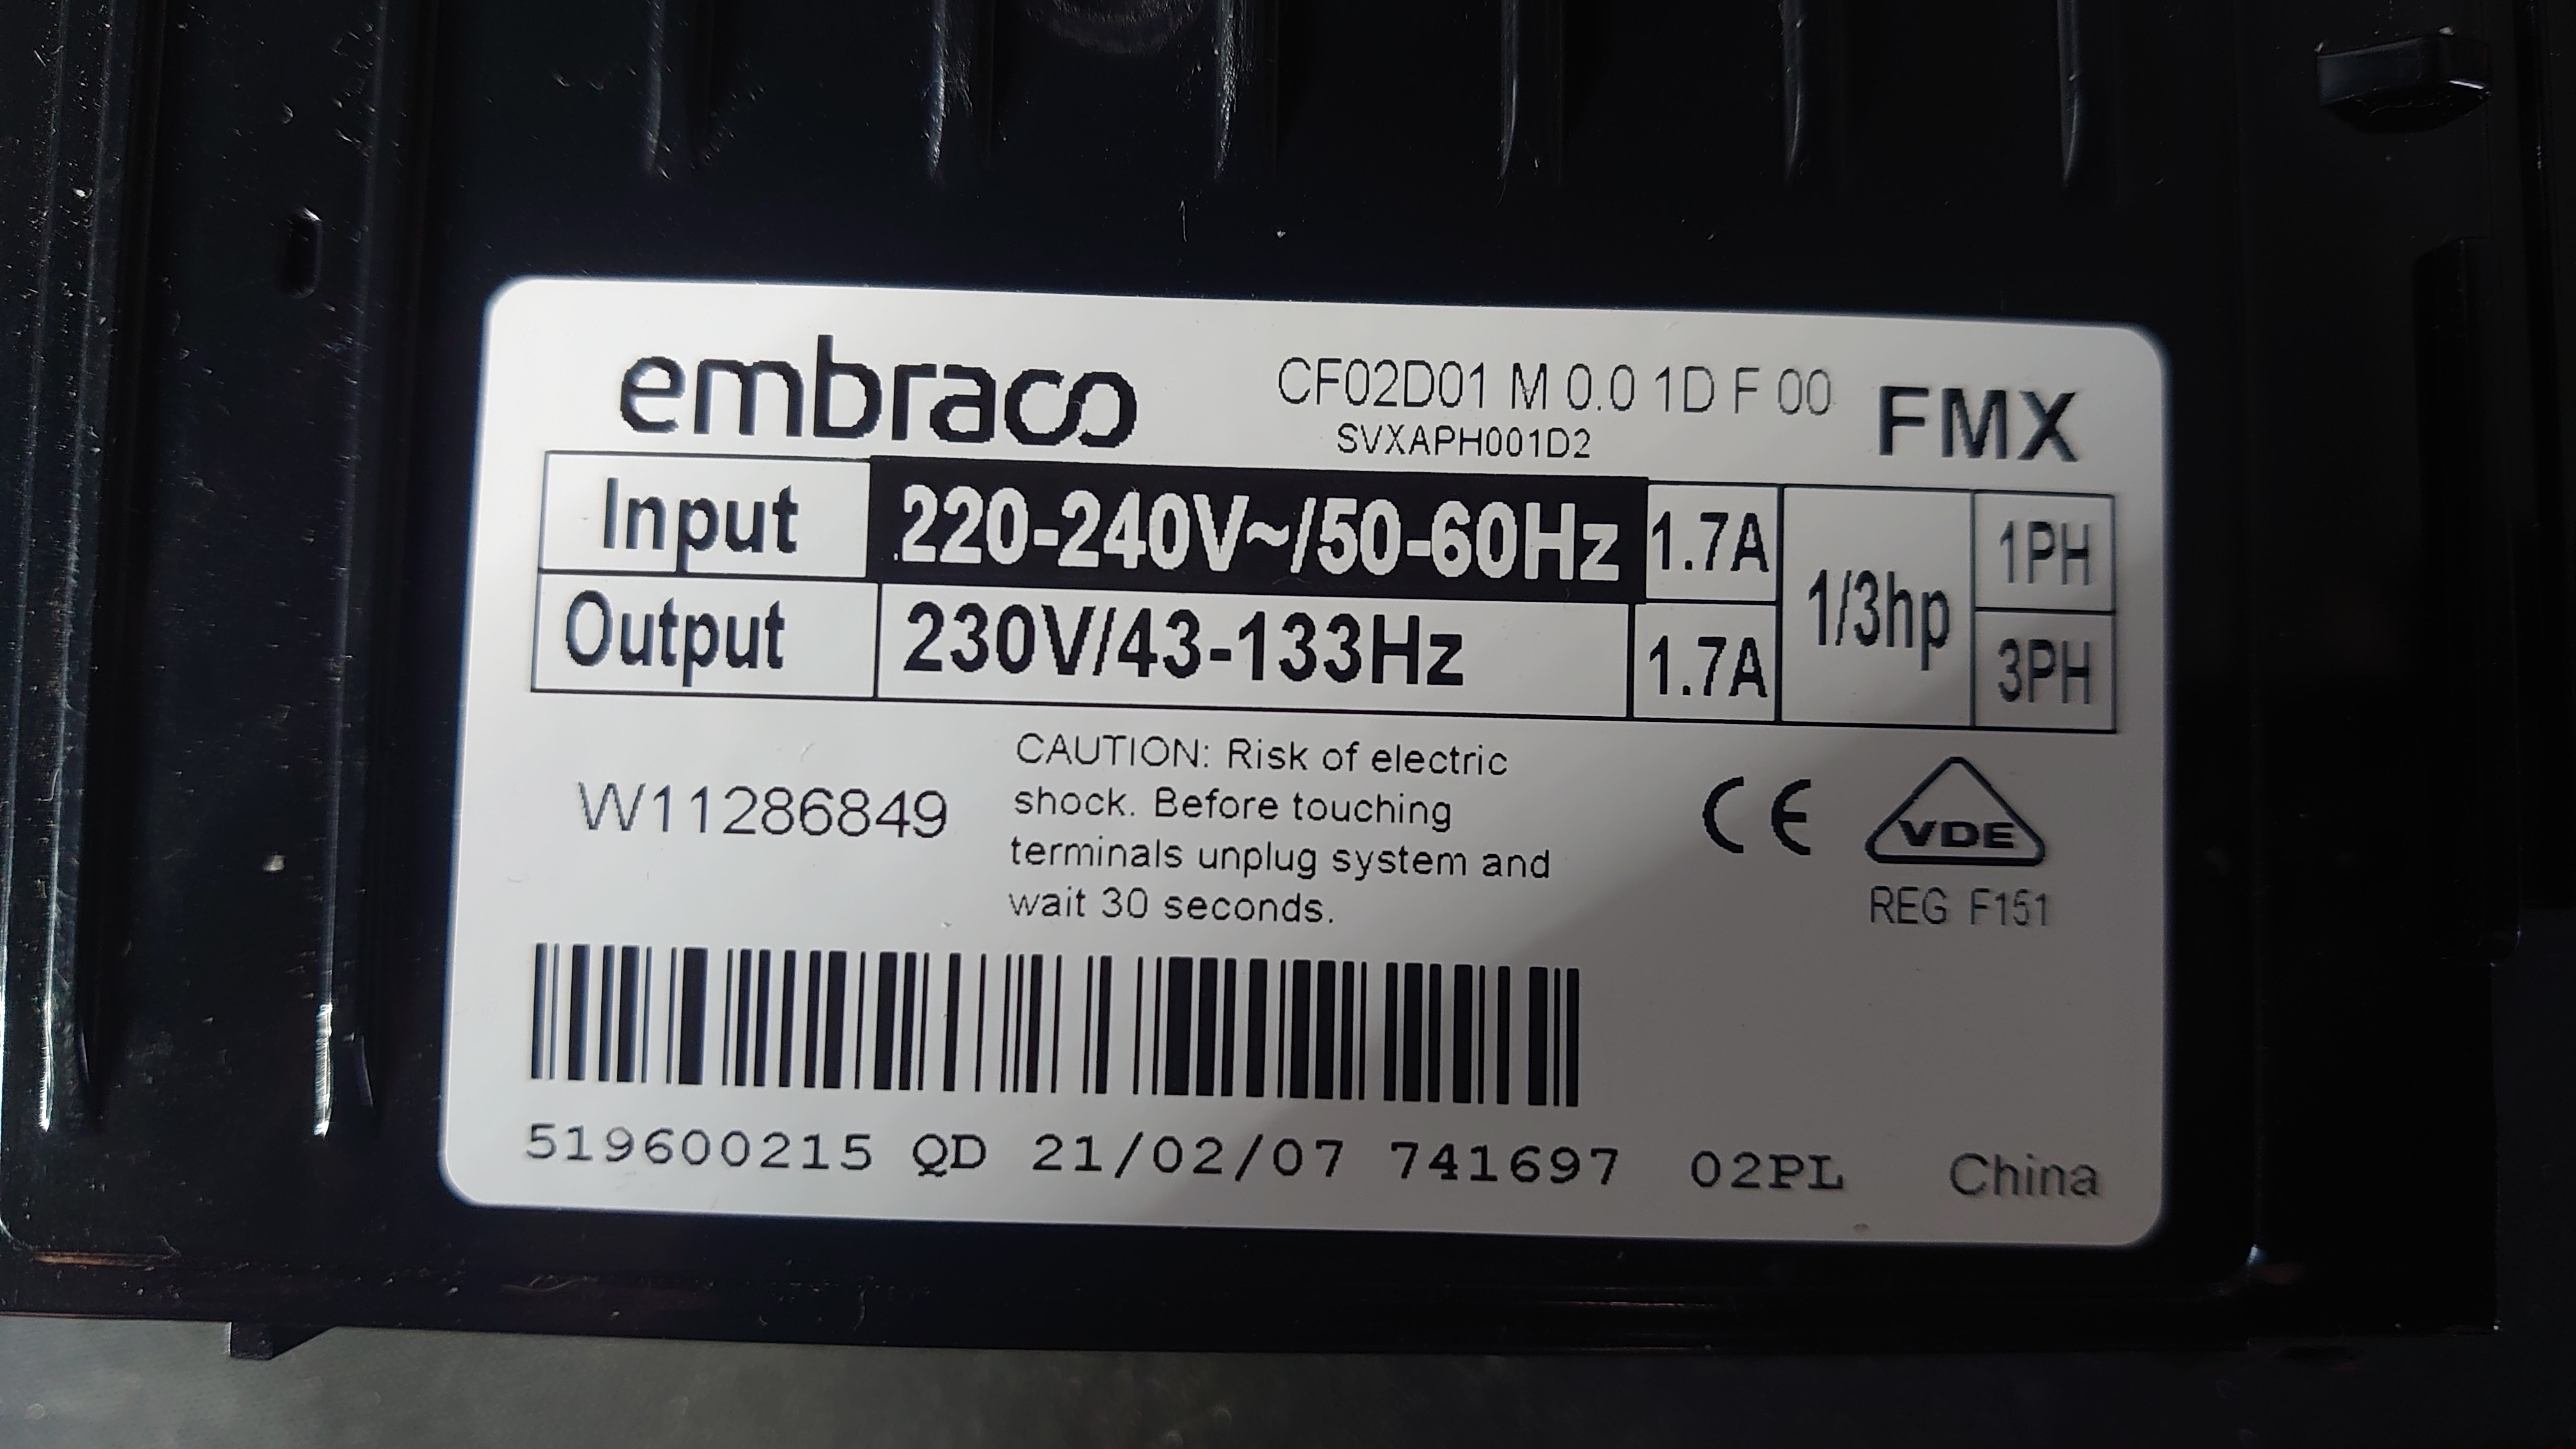 embraco CF02D01 M 0.0 1D F 00 FMX
SVXAPH001D2
Input 220-240V~/50-60Hz 1.7A 1/3hp 1PH
Output 230V/43-133Hz 1.7A 3PH
W11286849
CAUTION: Risk of electric
shock. Before touching
terminals unplug system and
wait 30 seconds.
CE
VDE
REG F151
519600215 QD 21/02/07 741697 02PL China